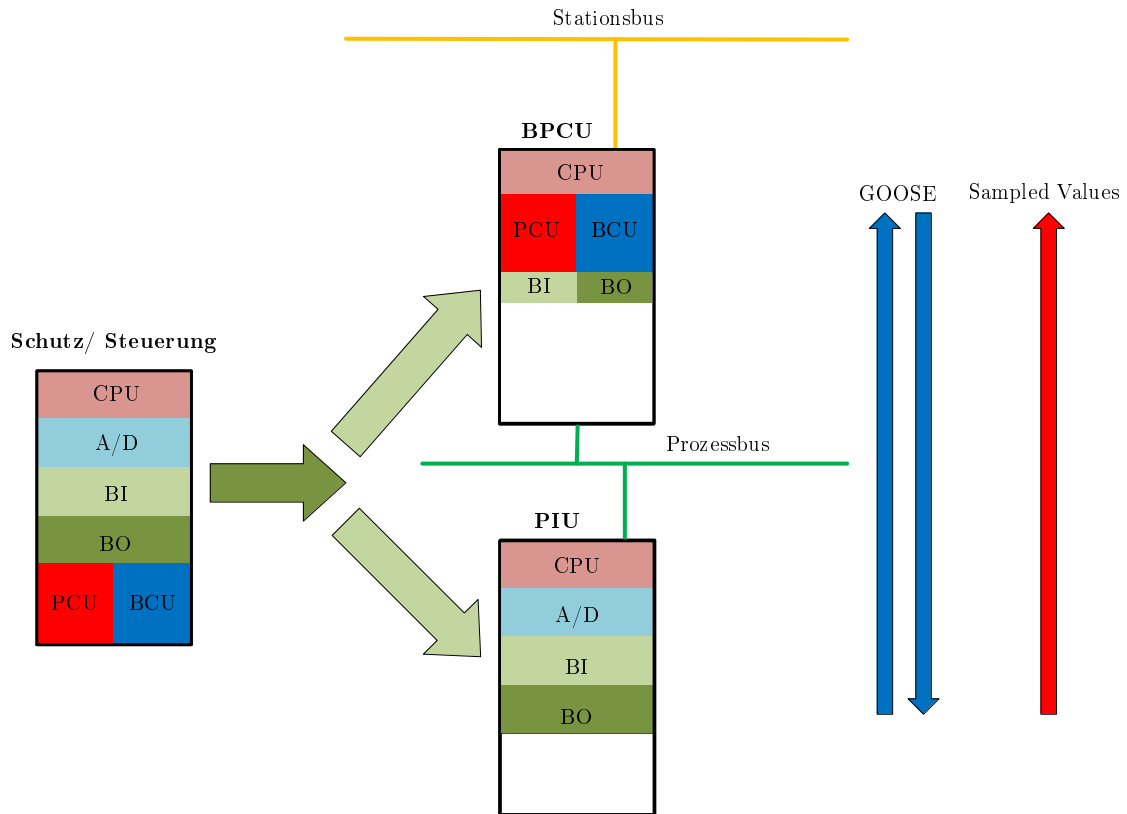 Stationsbus
BPCU
CPU
PCU BCU
BI BO
GOOSE Sampled Values
Schutz/ Steuerung
CPU
A/D
BI
BO
PCU BCU
Prozessbus
PIU
CPU
A/D
BI
BO